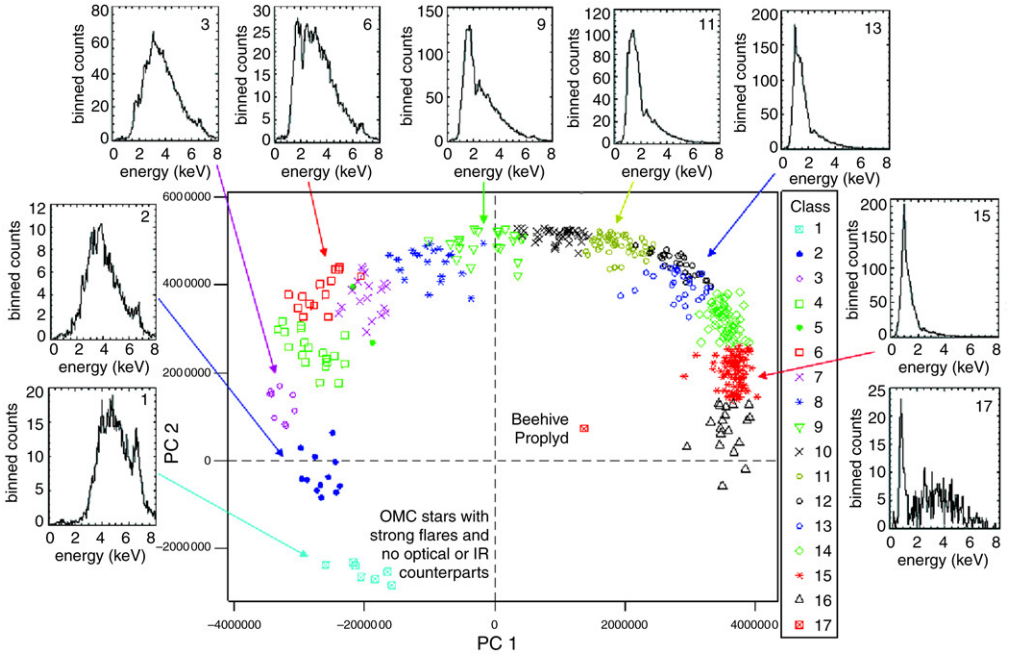 3
binned counts
80
60
40
20
0
0 2 4 6 8
energy (keV)
6
binned counts
30
25
20
15
10
5
0
0 2 4 6 8
energy (keV)
9
binned counts
150
100
50
0
0 2 4 6 8
energy (keV)
11
binned counts
120
100
80
60
40
20
0
0 2 4 6 8
energy (keV)
13
binned counts
200
150
100
50
0
0 2 4 6 8
energy (keV)
2
binned counts
12
10
8
6
4
2
0
0 2 4 6 8
energy (keV)
1
binned counts
20
15
10
5
0
0 2 4 6 8
energy (keV)
PC 2
6000000
4000000
2000000
0
−2000000
Beehive
Proplyd
OMC stars with
strong flares and
no optical or IR
counterparts
−4000000 −2000000 0 2000000 4000000
PC 1
Class
1
2
3
4
5
6
7
8
9
10
11
12
13
14
15
16
17
15
binned counts
200
150
100
50
0
0 2 4 6 8
energy (keV)
17
binned counts
25
20
15
10
5
0
0 2 4 6 8
energy (keV)